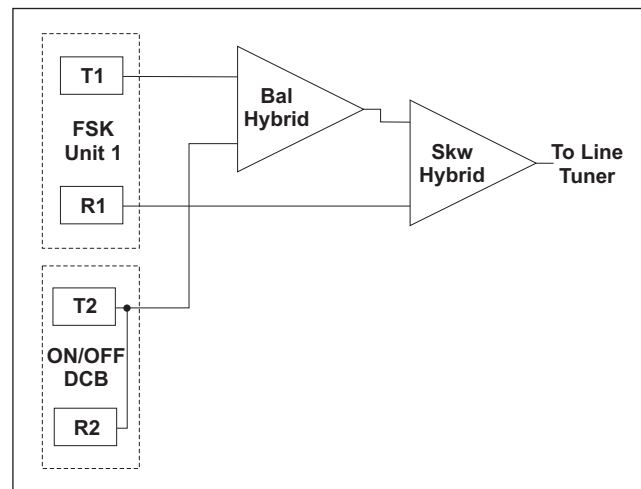 T1
FSK
Unit 1
R1
T2
ON/OFF
DCB
R2
Bal
Hybrid
Skw
Hybrid
To Line
Tuner